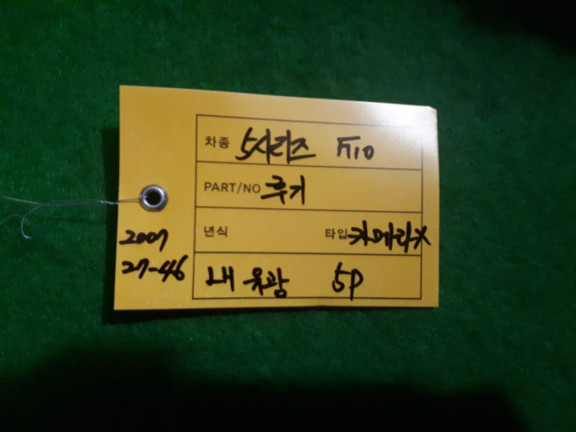 차종 5시리즈 F10
PART/NO 후기
년식 타입 카메라X
내 유광 5P
2007
27-46